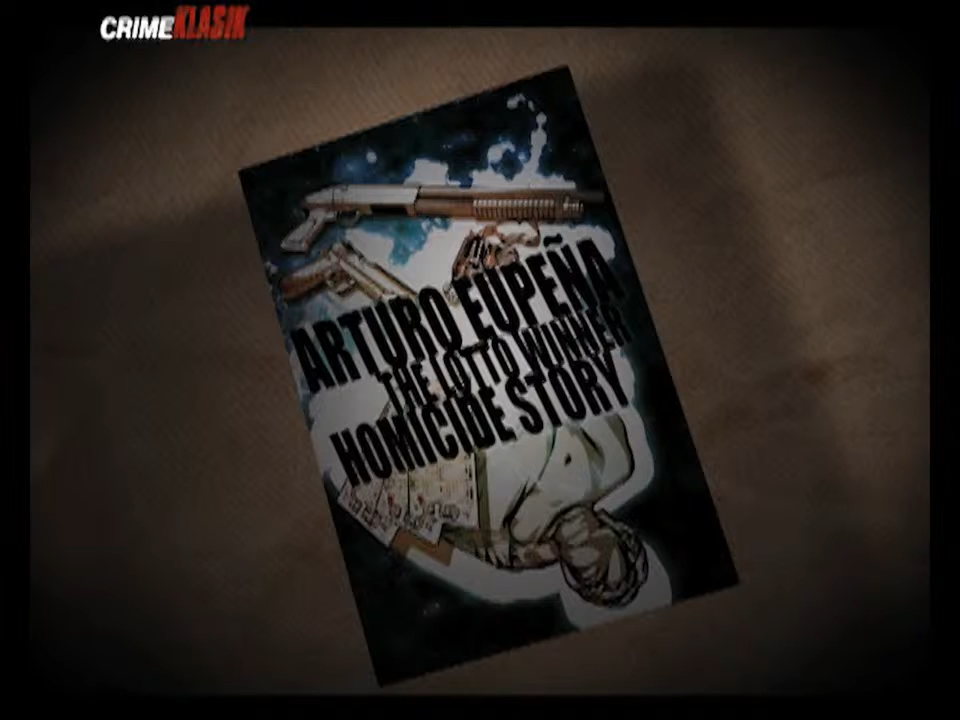 CRIMEKLASIK
ARTURO EUPEÑA
THE LOTTO WINNER
HOMICIDE STORY